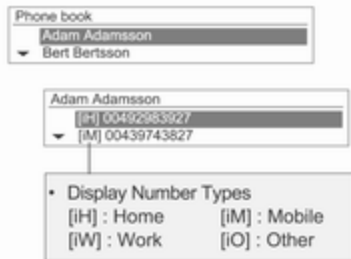 Phone book
Adam Adamsson
Bert Bertsson
Adam Adamsson
[iH] 00492983927
[iM] 00439743827
• Display Number Types
[iH] : Home [iM] : Mobile
[iW] : Work [iO] : Other